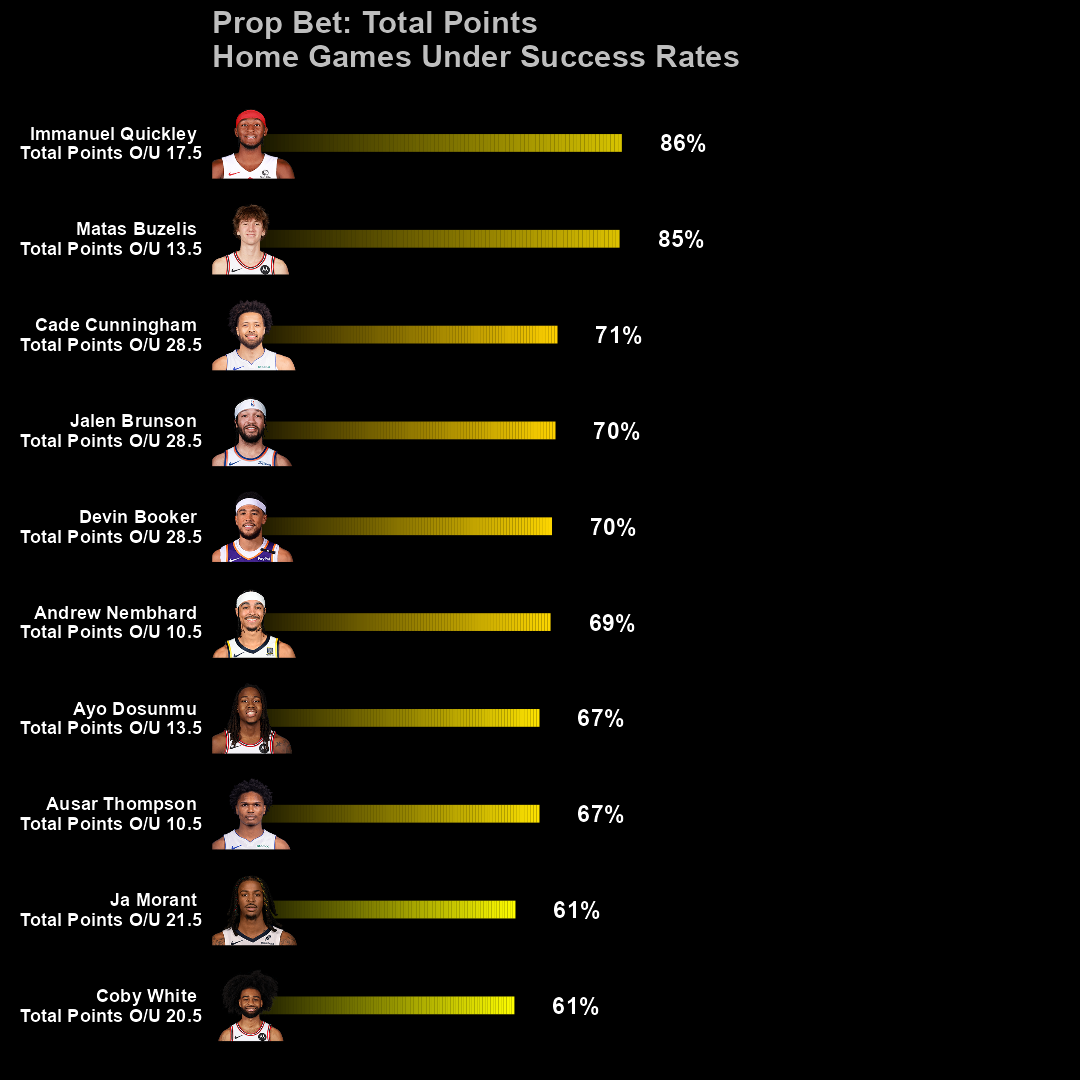 Prop Bet: Total Points
Home Games Under Success Rates
Immanuel Quickley
Total Points O/U 17.5
86%
Matas Buzelis
Total Points O/U 13.5
85%
Cade Cunningham
Total Points O/U 28.5
71%
Jalen Brunson
Total Points O/U 28.5
70%
Devin Booker
Total Points O/U 28.5
70%
Andrew Nembhard
Total Points O/U 10.5
69%
Ayo Dosunmu
Total Points O/U 13.5
67%
Ausar Thompson
Total Points O/U 10.5
67%
Ja Morant
Total Points O/U 21.5
61%
Coby White
Total Points O/U 20.5
61%